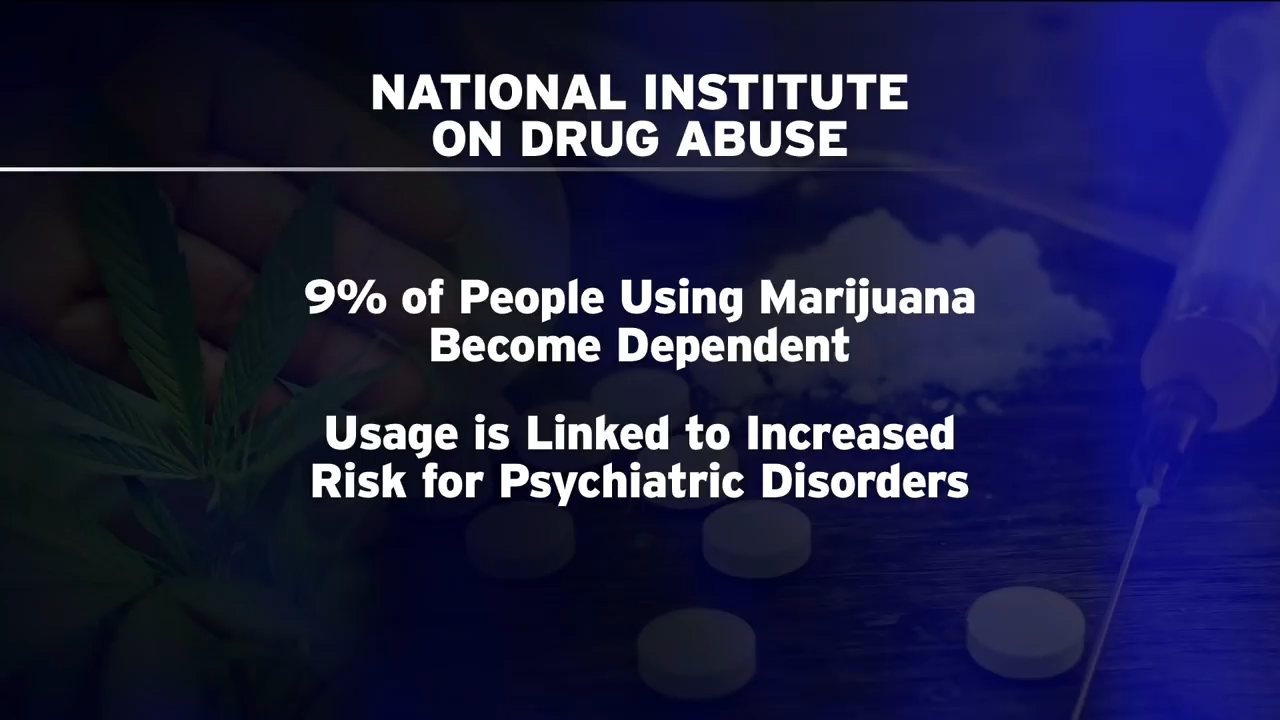 NATIONAL INSTITUTE
ON DRUG ABUSE
9% of People Using Marijuana
Become Dependent
Usage is Linked to Increased
Risk for Psychiatric Disorders